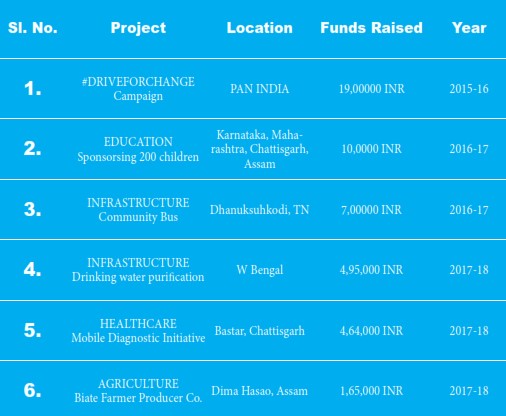 Sl. No. Project Location Funds Raised Year
1. #DRIVEFORCHANGE Campaign PAN INDIA 19,00000 INR 2015-16
2. EDUCATION Sponsorsing 200 children Karnataka, Maha-rashtra, Chattisgarh, Assam 10,0000 INR 2016-17
3. INFRASTRUCTURE Community Bus Dhanuksuhkodi, TN 7,00000 INR 2016-17
4. INFRASTRUCTURE Drinking water purification W Bengal 4,95,000 INR 2017-18
5. HEALTHCARE Mobile Diagnostic Initiative Bastar, Chattisgarh 4,64,000 INR 2017-18
6. AGRICULTURE Biate Farmer Producer Co. Dima Hasao, Assam 1,65,000 INR 2017-18